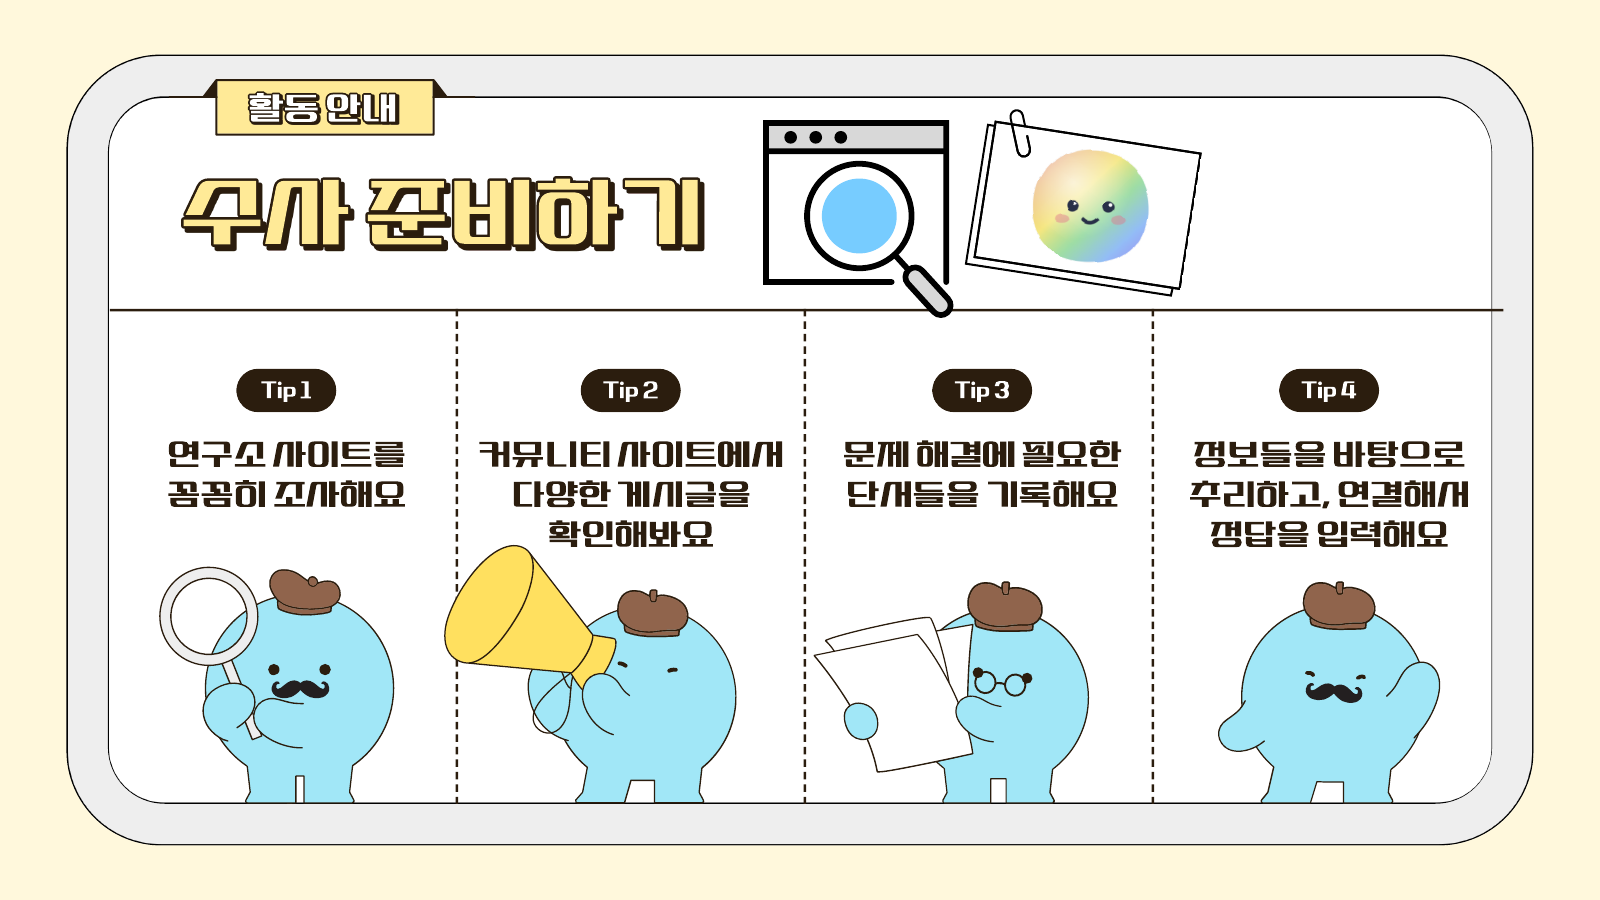 활동 안내
수사 준비하기
Tip 1
연구소 사이트를
꼼꼼히 조사해요
Tip 2
커뮤니티 사이트에서
다양한 게시글을
확인해봐요
Tip 3
문제 해결에 필요한
단서들을 기록해요
Tip 4
정보들을 바탕으로
추리하고, 연결해서
정답을 입력해요